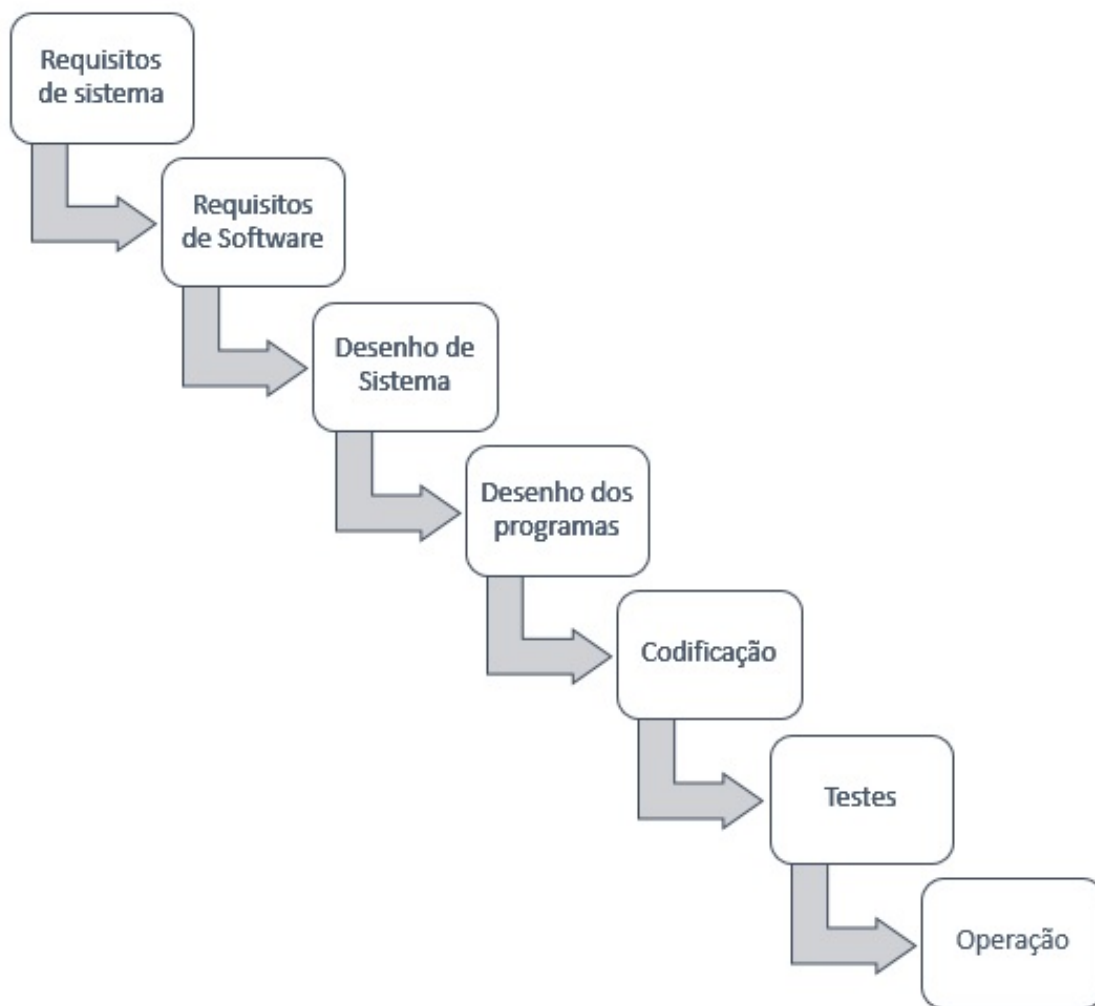 Requisitos
de sistema
Requisitos
de Software
Desenho de
Sistema
Desenho dos
programas
Codificação
Testes
Operação